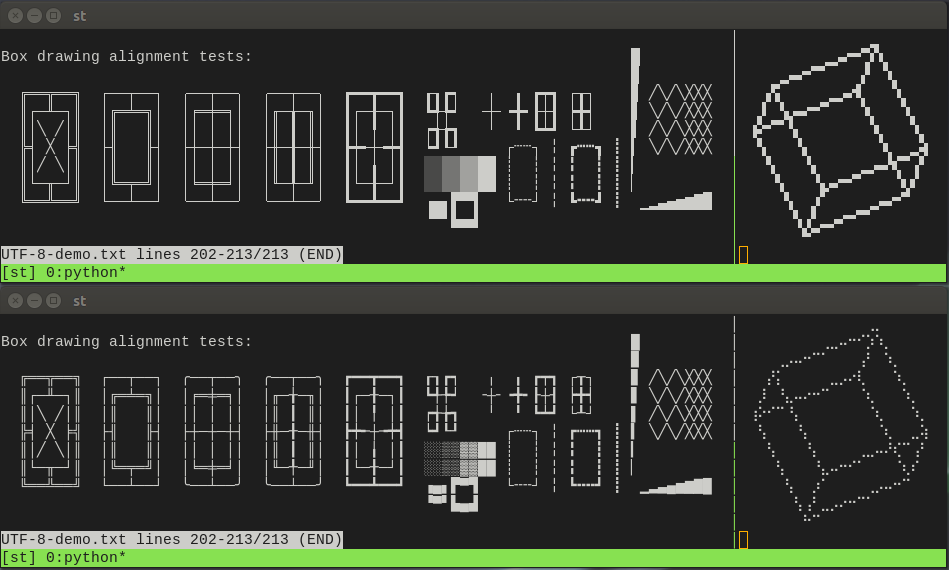 st
Box drawing alignment tests:
UTF-8-demo.txt lines 202-213/213 (END)
[st] 0:python*
st
Box drawing alignment tests:
UTF-8-demo.txt lines 202-213/213 (END)
[st] 0:python*